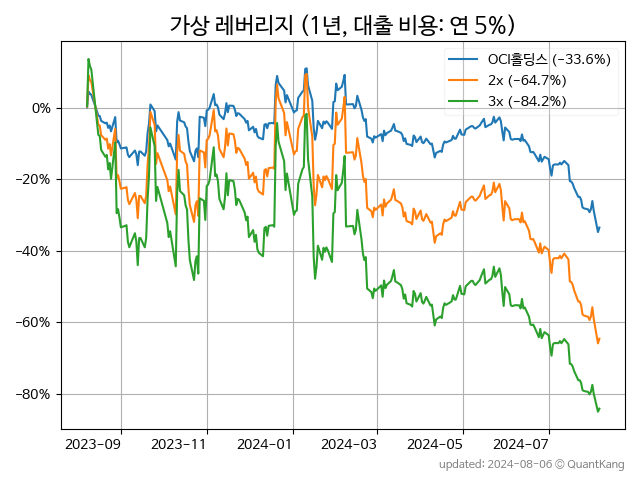 가상 레버리지 (1년, 대출 비용: 연 5%)
OCI홀딩스 (−33.6%)
2x (−64.7%)
3x (−84.2%)
0%
−20%
−40%
−60%
−80%
2023-09 2023-11 2024-01 2024-03 2024-05 2024-07
updated: 2024-08-06 © QuantKang